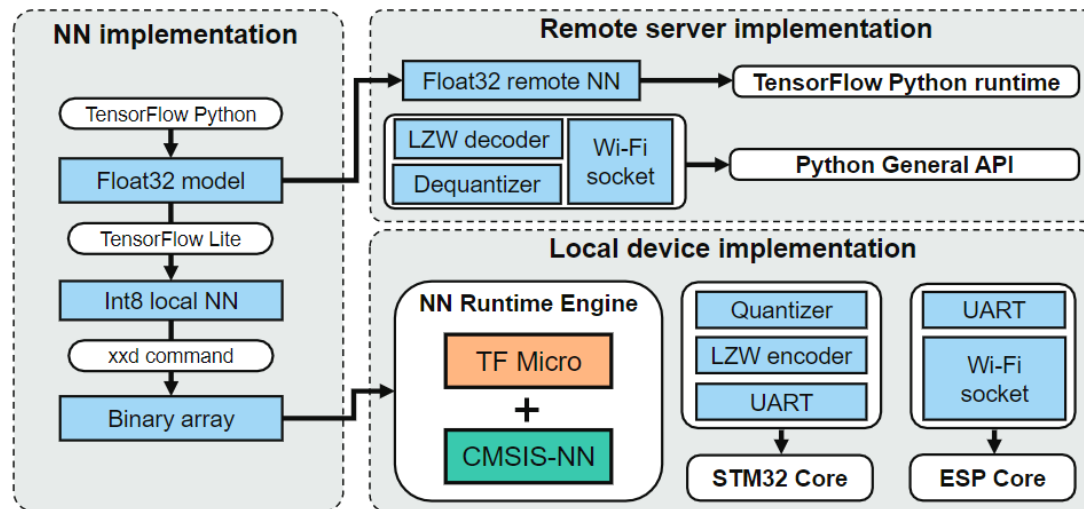 NN implementation
TensorFlow Python
Float32 model
TensorFlow Lite
Int8 local NN
xxd command
Binary array
Remote server implementation
Float32 remote NN
TensorFlow Python runtime
LZW decoder
Dequantizer
Wi-Fi
socket
Python General API
Local device implementation
NN Runtime Engine
TF Micro
+
CMSIS-NN
Quantizer
LZW encoder
UART
STM32 Core
UART
Wi-Fi
socket
ESP Core